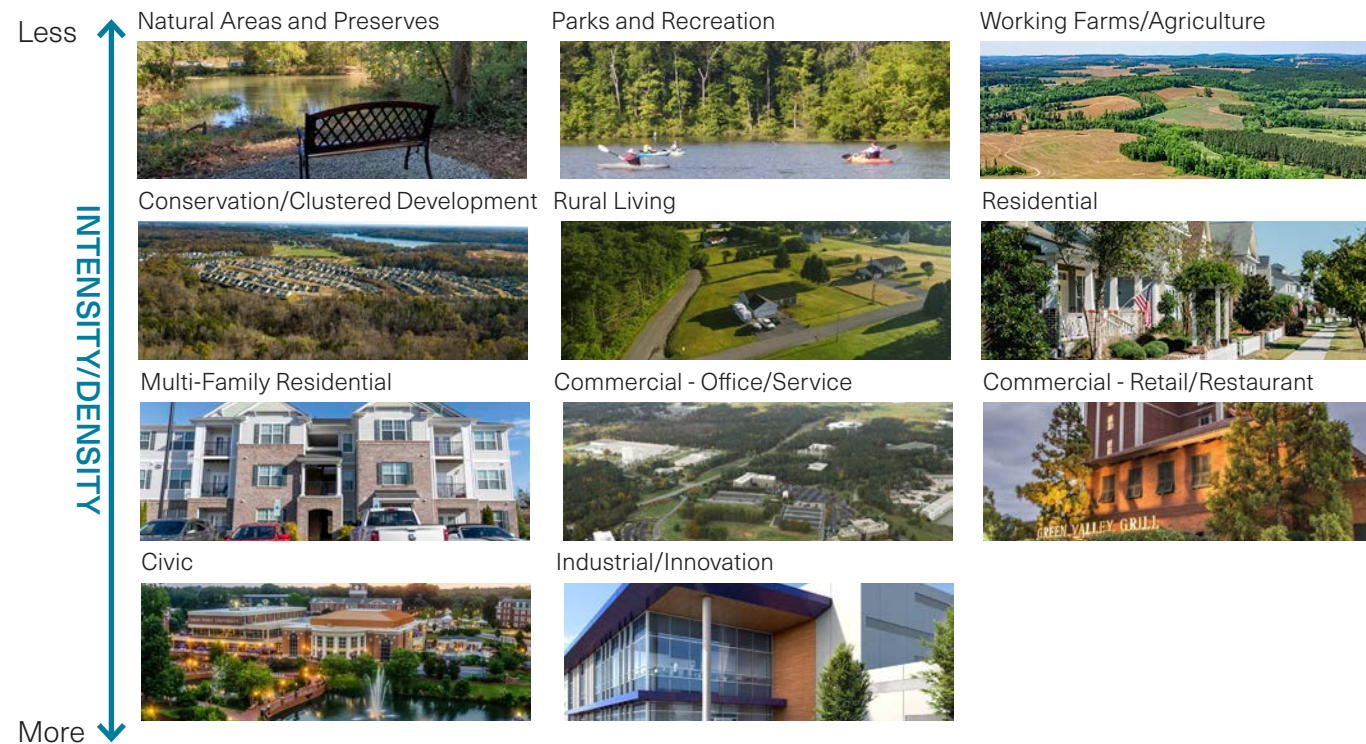 Less
Natural Areas and Preserves
Parks and Recreation
Working Farms/Agriculture
Conservation/Clustered Development
Rural Living
Residential
INTENSITY/DENSITY
Multi-Family Residential
Commercial - Office/Service
Commercial - Retail/Restaurant
GREEN VALLEY GRILL
Civic
Industrial/Innovation
More